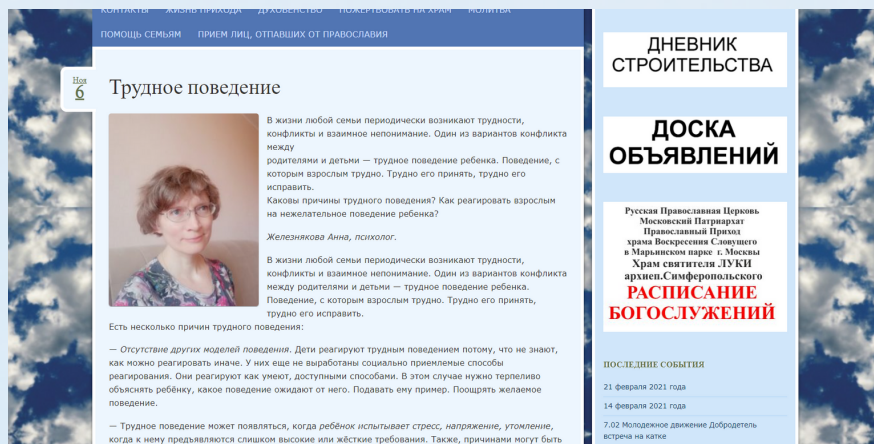 КОНТАКТЫ ЖИЗНЬ ПРИХОДА ДУХОВЕНСТВО ПОЖЕРТВОВАТЬ НА ХРАМ МОЛИТВА
ПОМОЩЬ СЕМЬЯМ ПРИЕМ ЛИЦ, ОТПАВШИХ ОТ ПРАВОСЛАВИЯ
Ноя
6
Трудное поведение
В жизни любой семьи периодически возникают трудности,
конфликты и взаимное непонимание. Один из вариантов конфликта
между
родителями и детьми — трудное поведение ребенка. Поведение, с
которым взрослым трудно. Трудно его принять, трудно его
исправить.
Каковы причины трудного поведения? Как реагировать взрослым
на нежелательное поведение ребенка?
Железнякова Анна, психолог.
В жизни любой семьи периодически возникают трудности,
конфликты и взаимное непонимание. Один из вариантов конфликта
между родителями и детьми — трудное поведение ребенка.
Поведение, с которым взрослым трудно. Трудно его принять,
трудно его исправить.
Есть несколько причин трудного поведения:
— Отсутствие других моделей поведения. Дети реагируют трудным поведением потому, что не знают,
как можно реагировать иначе. У них еще не выработаны социально приемлемые способы
реагирования. Они реагируют как умеют, доступными способами. В этом случае нужно терпеливо
объяснять ребёнку, какое поведение ожидают от него. Подавать ему пример. Поощрять желаемое
поведение.
— Трудное поведение может появляться, когда ребёнок испытывает стресс, напряжение, утомление,
когда к нему предъявляются слишком высокие или жёсткие требования. Также, причинами могут быть
ДНЕВНИК
СТРОИТЕЛЬСТВА
ДОСКА
ОБЪЯВЛЕНИЙ
Русская Православная Церковь
Московский Патриархат
Православный Приход
храма Воскресения Словущего
в Марьинском парке г. Москвы
Храм святителя ЛУКИ
архиеп.Симферопольского
РАСПИСАНИЕ
БОГОСЛУЖЕНИЙ
ПОСЛЕДНИЕ СОБЫТИЯ
21 февраля 2021 года
14 февраля 2021 года
7.02 Молодежное движение Добродетель
встреча на катке